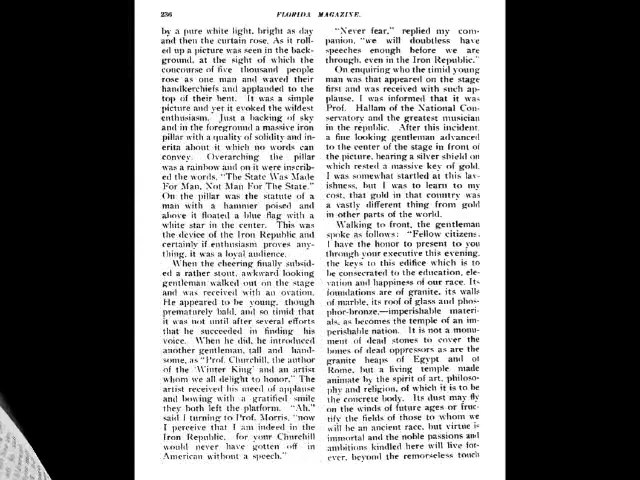 236
FLORIDA MAGAZINE.
by a pure white light, bright as day
and then the curtain rose. As it roll-
ed up a picture was seen in the back-
ground, at the sight of which the
concourse of five thousand people
rose as one man and waved their
handkerchiefs and applauded to the
top of their bent. It was a simple
picture and yet it evoked the wildest
enthusiasm. Just a backing of sky
and in the foreground a massive iron
pillar with a quality of solidity and in-
erita about it which no words can
convey. Overarching the pillar
was a rainbow and on it were inscrib-
ed the words, "The State Was Made
For Man, Not Man For The State."
On the pillar was the statute of a
man with a hammer poised and
above it floated a blue flag with a
white star in the center. This was
the device of the Iron Republic and
certainly if enthusiasm proves any-
thing, it was a loyal audience.
When the cheering finally subsid-
ed a rather stout, awkward looking
gentleman walked out on the stage
and was received with an ovation.
He appeared to be young, though
prematurely bald, and so timid that
it was not until after several efforts
that he succeeded in finding his
voice. When he did, he introduced
another gentleman, tall and hand-
some, as "Prof. Churchill, the author
of the 'Winter King' and an artist
whom we all delight to honor." The
artist received his meed of applause
and bowing with a gratified smile
they both left the platform. "Ah,"
said I turning to Prof. Morris, "now
I perceive that I am indeed in the
Iron Republic, for your Churchill
would never have gotten off in
American without a speech."
"Never fear," replied my com-
panion, "we will doubtless have
speeches enough before we are
through, even in the Iron Republic."
On enquiring who the timid young
man was that appeared on the stage
first and was received with such ap-
plause, I was informed that it was
Prof. Hallam of the National Con-
servatory and the greatest musician
in the republic. After this incident,
a fine looking gentleman advanced
to the center of the stage in front of
the picture, bearing a silver shield on
which rested a massive key of gold.
I was somewhat startled at this lav-
ishness, but I was to learn to my
cost, that gold in that country was
a vastly different thing from gold
in other parts of the world.
Walking to front, the gentleman
spoke as follows: "Fellow citizens,
I have the honor to present to you
through your executive this evening,
the keys to this edifice which is to
be consecrated to the education, ele-
vation and happiness of our race. Its
foundations are of granite, its walls
of marble, its roof of glass and phos-
phor-bronze,—imperishable materi-
als, as becomes the temple of an im-
perishable nation. It is not a monu-
ment of dead stones to cover the
bones of dead oppressors as are the
granite heaps of Egypt and of
Rome, but a living temple made
animate by the spirit of art, philoso-
phy and religion, of which it is to be
the concrete body. Its dust may fly
on the winds of future ages or fruc-
tify the fields of those to whom we
will be an ancient race, but virtue is
immortal and the noble passions and
ambitions kindled here will live for-
ever, beyond the remorseless touch